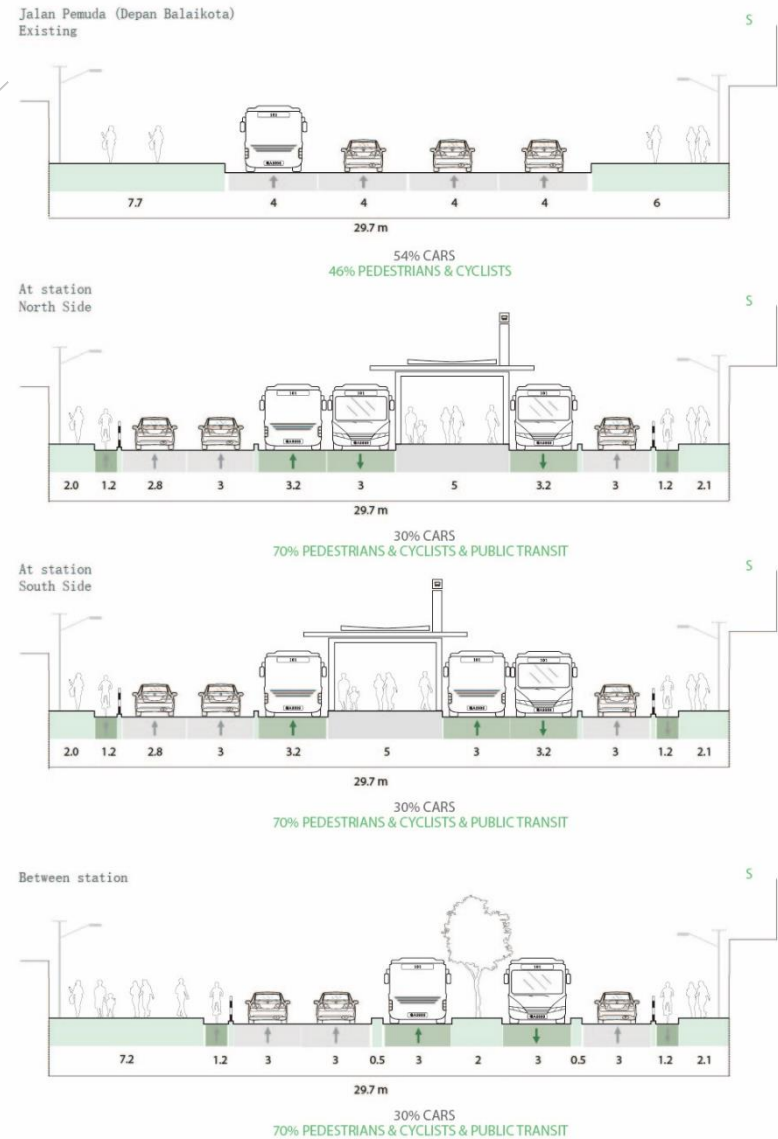 Jalan Pemuda (Depan Balaikota)
Existing
S
7.7 4 4 4 4 6
29.7 m
54% CARS
46% PEDESTRIANS & CYCLISTS
At station
North Side
S
2.0 1.2 2.8 3 3.2 3 5 3.2 3 1.2 2.1
29.7 m
30% CARS
70% PEDESTRIANS & CYCLISTS & PUBLIC TRANSIT
At station
South Side
S
2.0 1.2 2.8 3 3.2 5 3 3.2 3 1.2 2.1
29.7 m
30% CARS
70% PEDESTRIANS & CYCLISTS & PUBLIC TRANSIT
Between station
S
7.2 1.2 3 3 0.5 3 2 3 0.5 3 1.2 2.1
29.7 m
30% CARS
70% PEDESTRIANS & CYCLISTS & PUBLIC TRANSIT